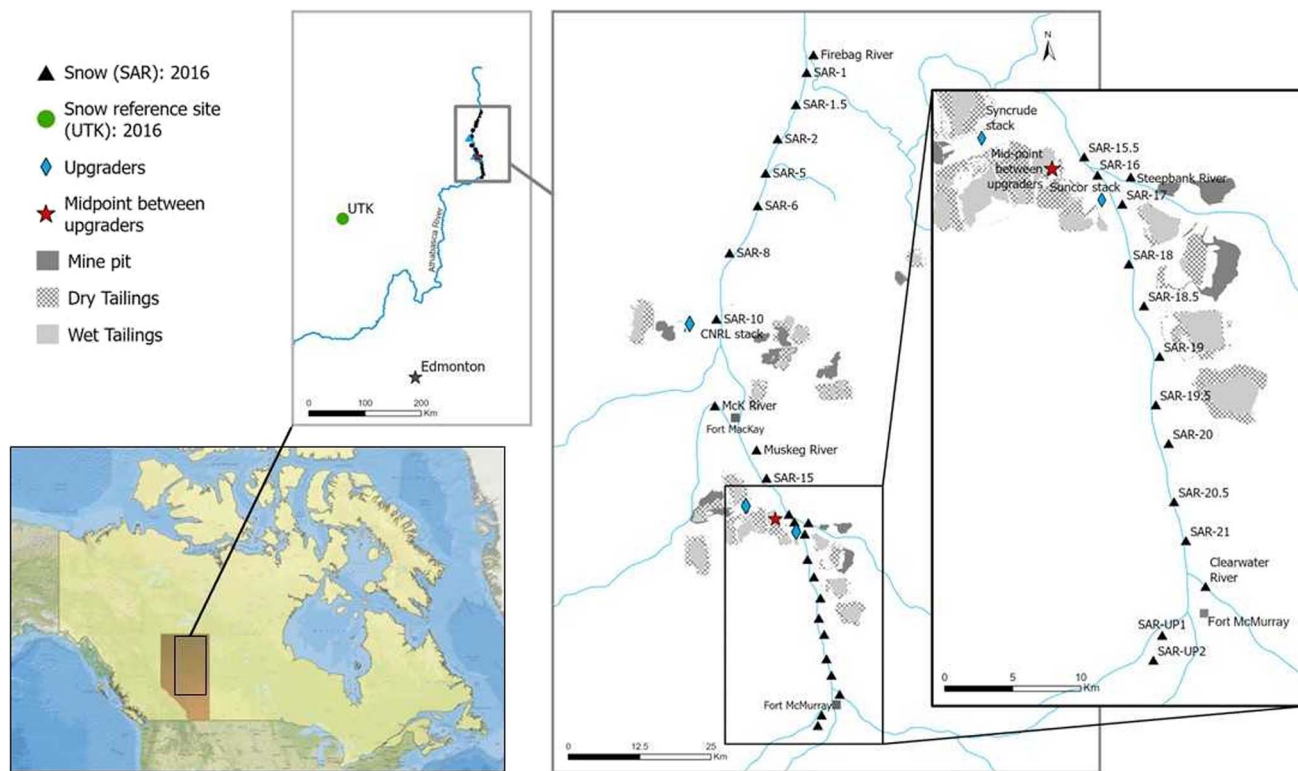 Snow (SAR): 2016
Snow reference site
(UTK): 2016
Upgraders
Midpoint between
upgraders
Mine pit
Dry Tailings
Wet Tailings
UTK
Athabasca River
Edmonton
0 100 200
Km
N
Firebag River
SAR-1
SAR-1.5
SAR-2
SAR-5
SAR-6
SAR-8
SAR-10
CNRL stack
McK River
Fort MacKay
Muskeg River
SAR-15
Fort McMurray
0 12.5 25
Km
Syncrude
stack
Mid-point
between
upgraders
SAR-15.5
SAR-16
Steepbank River
Suncor stack
SAR-17
SAR-18
SAR-18.5
SAR-19
SAR-19.5
SAR-20
SAR-20.5
SAR-21
Clearwater
River
Fort McMurray
SAR-UP1
SAR-UP2
0 5 10
Km